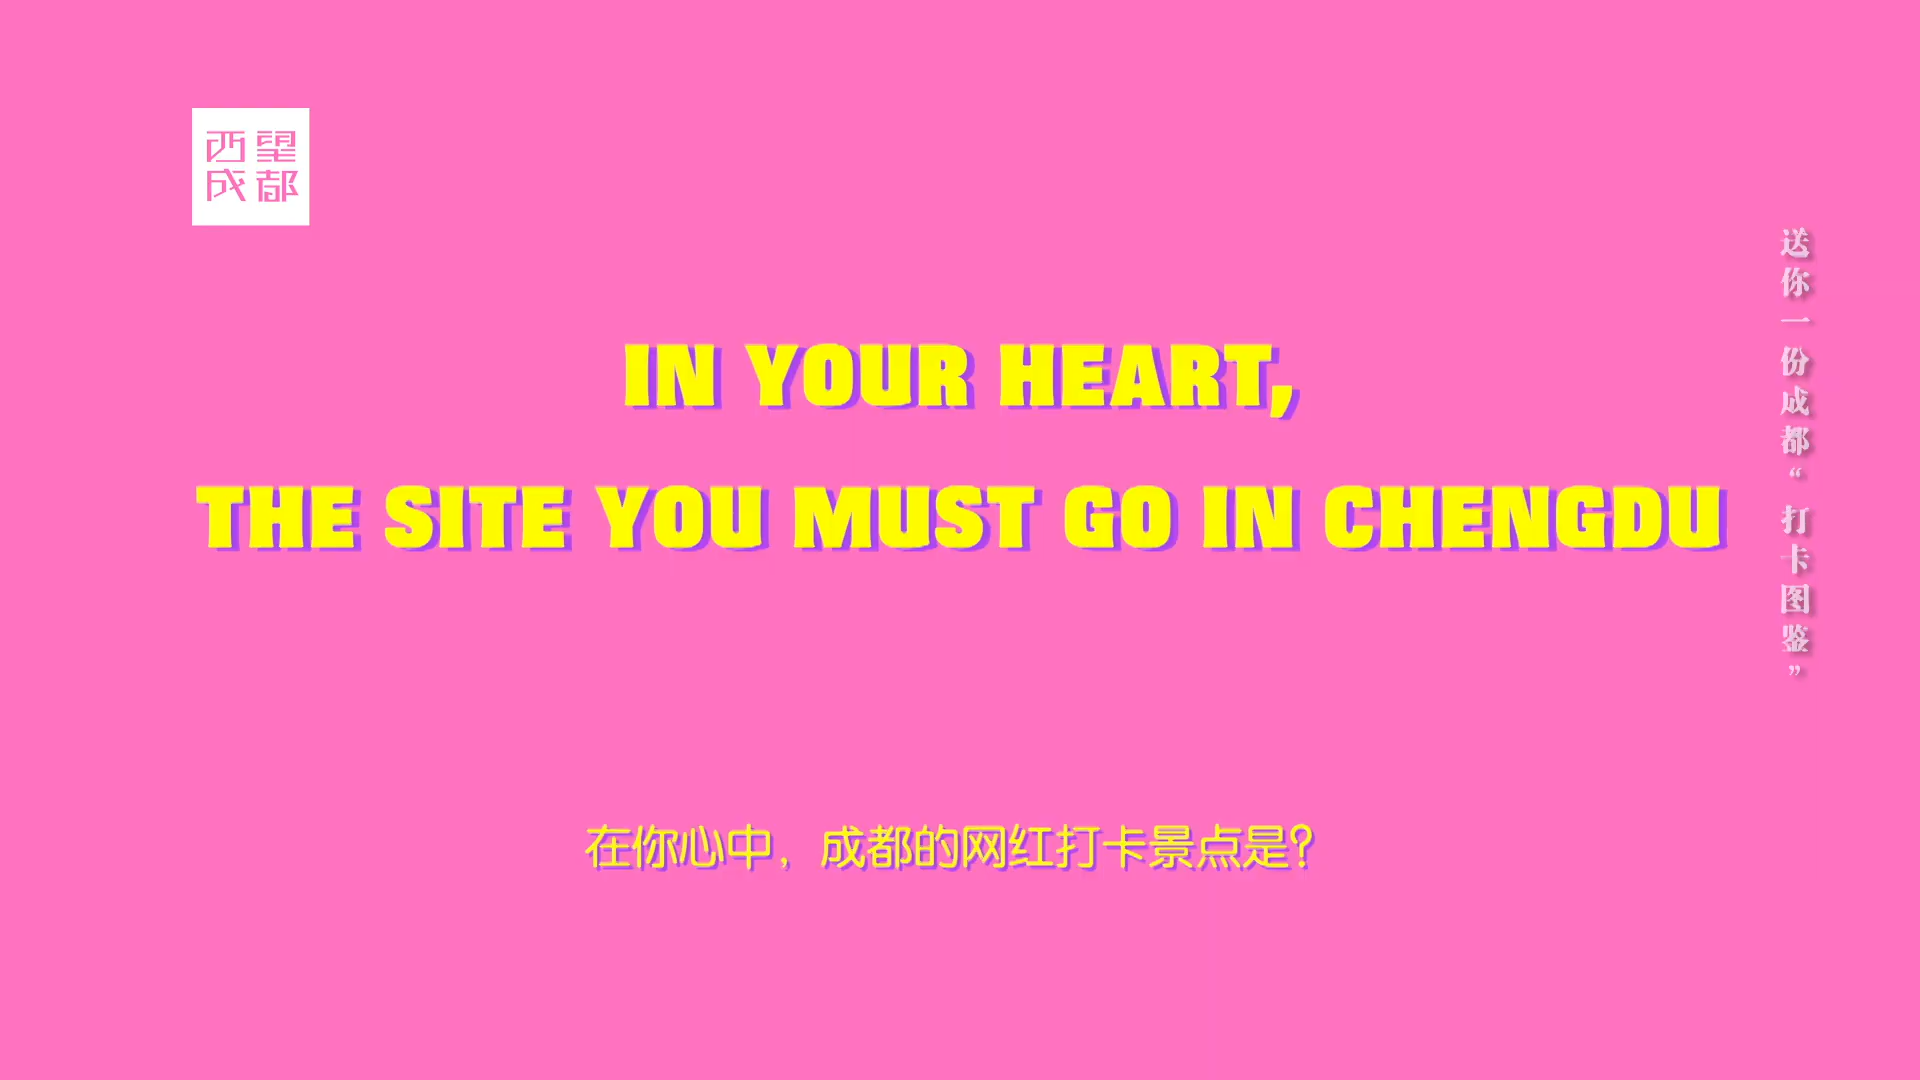 西望
成都
IN YOUR HEART,
THE SITE YOU MUST GO IN CHENGDU
在你心中，成都的网红打卡景点是？
送你一份成都“打卡图鉴”